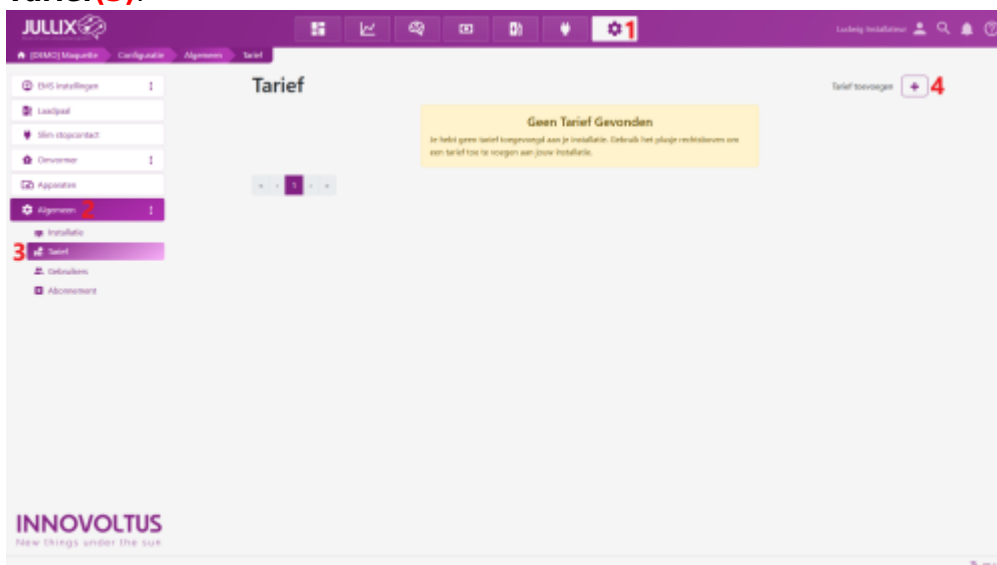 Tarief(3).
JULLIX
1
Ludwig Installateur
[DEMO] Maquette
Configuratie
Algemeen
Tarief
EMS Instellingen
Laadpaal
Slim stopcontact
Omvormer
Apparaten
Algemeen 2
Installatie
3 Tarief
Gebruikers
Abonnement
Tarief
Tarief toevoegen + 4
Geen Tarief Gevonden
Je hebt geen tarief toegevoegd aan je installatie. Gebruik het plusje rechtsboven om
een tarief toe te voegen aan jouw installatie.
« ‹ 1 › »
INNOVOLTUS
New things under the sun